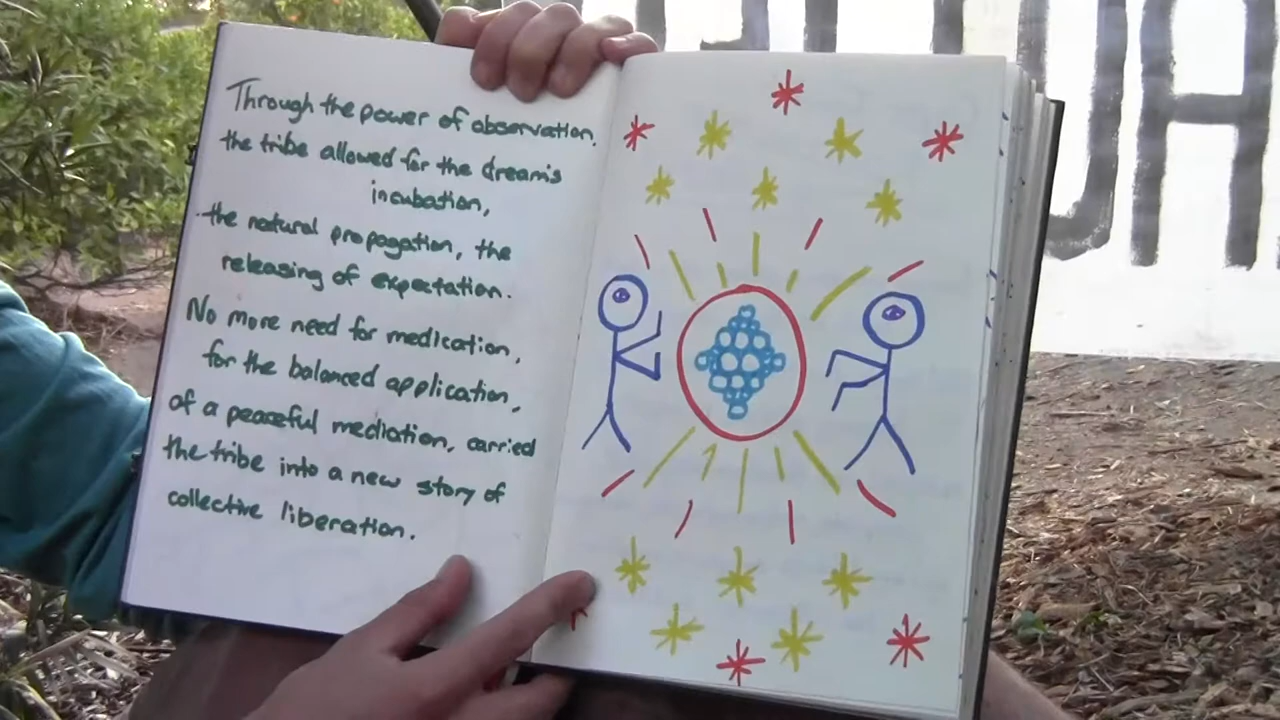 Through the power of observation,
the tribe allowed for the dream's
incubation,
the natural propagation, the
releasing of expectation.
No more need for medication,
for the balanced application,
of a peaceful mediation, carried
the tribe into a new story of
collective liberation.